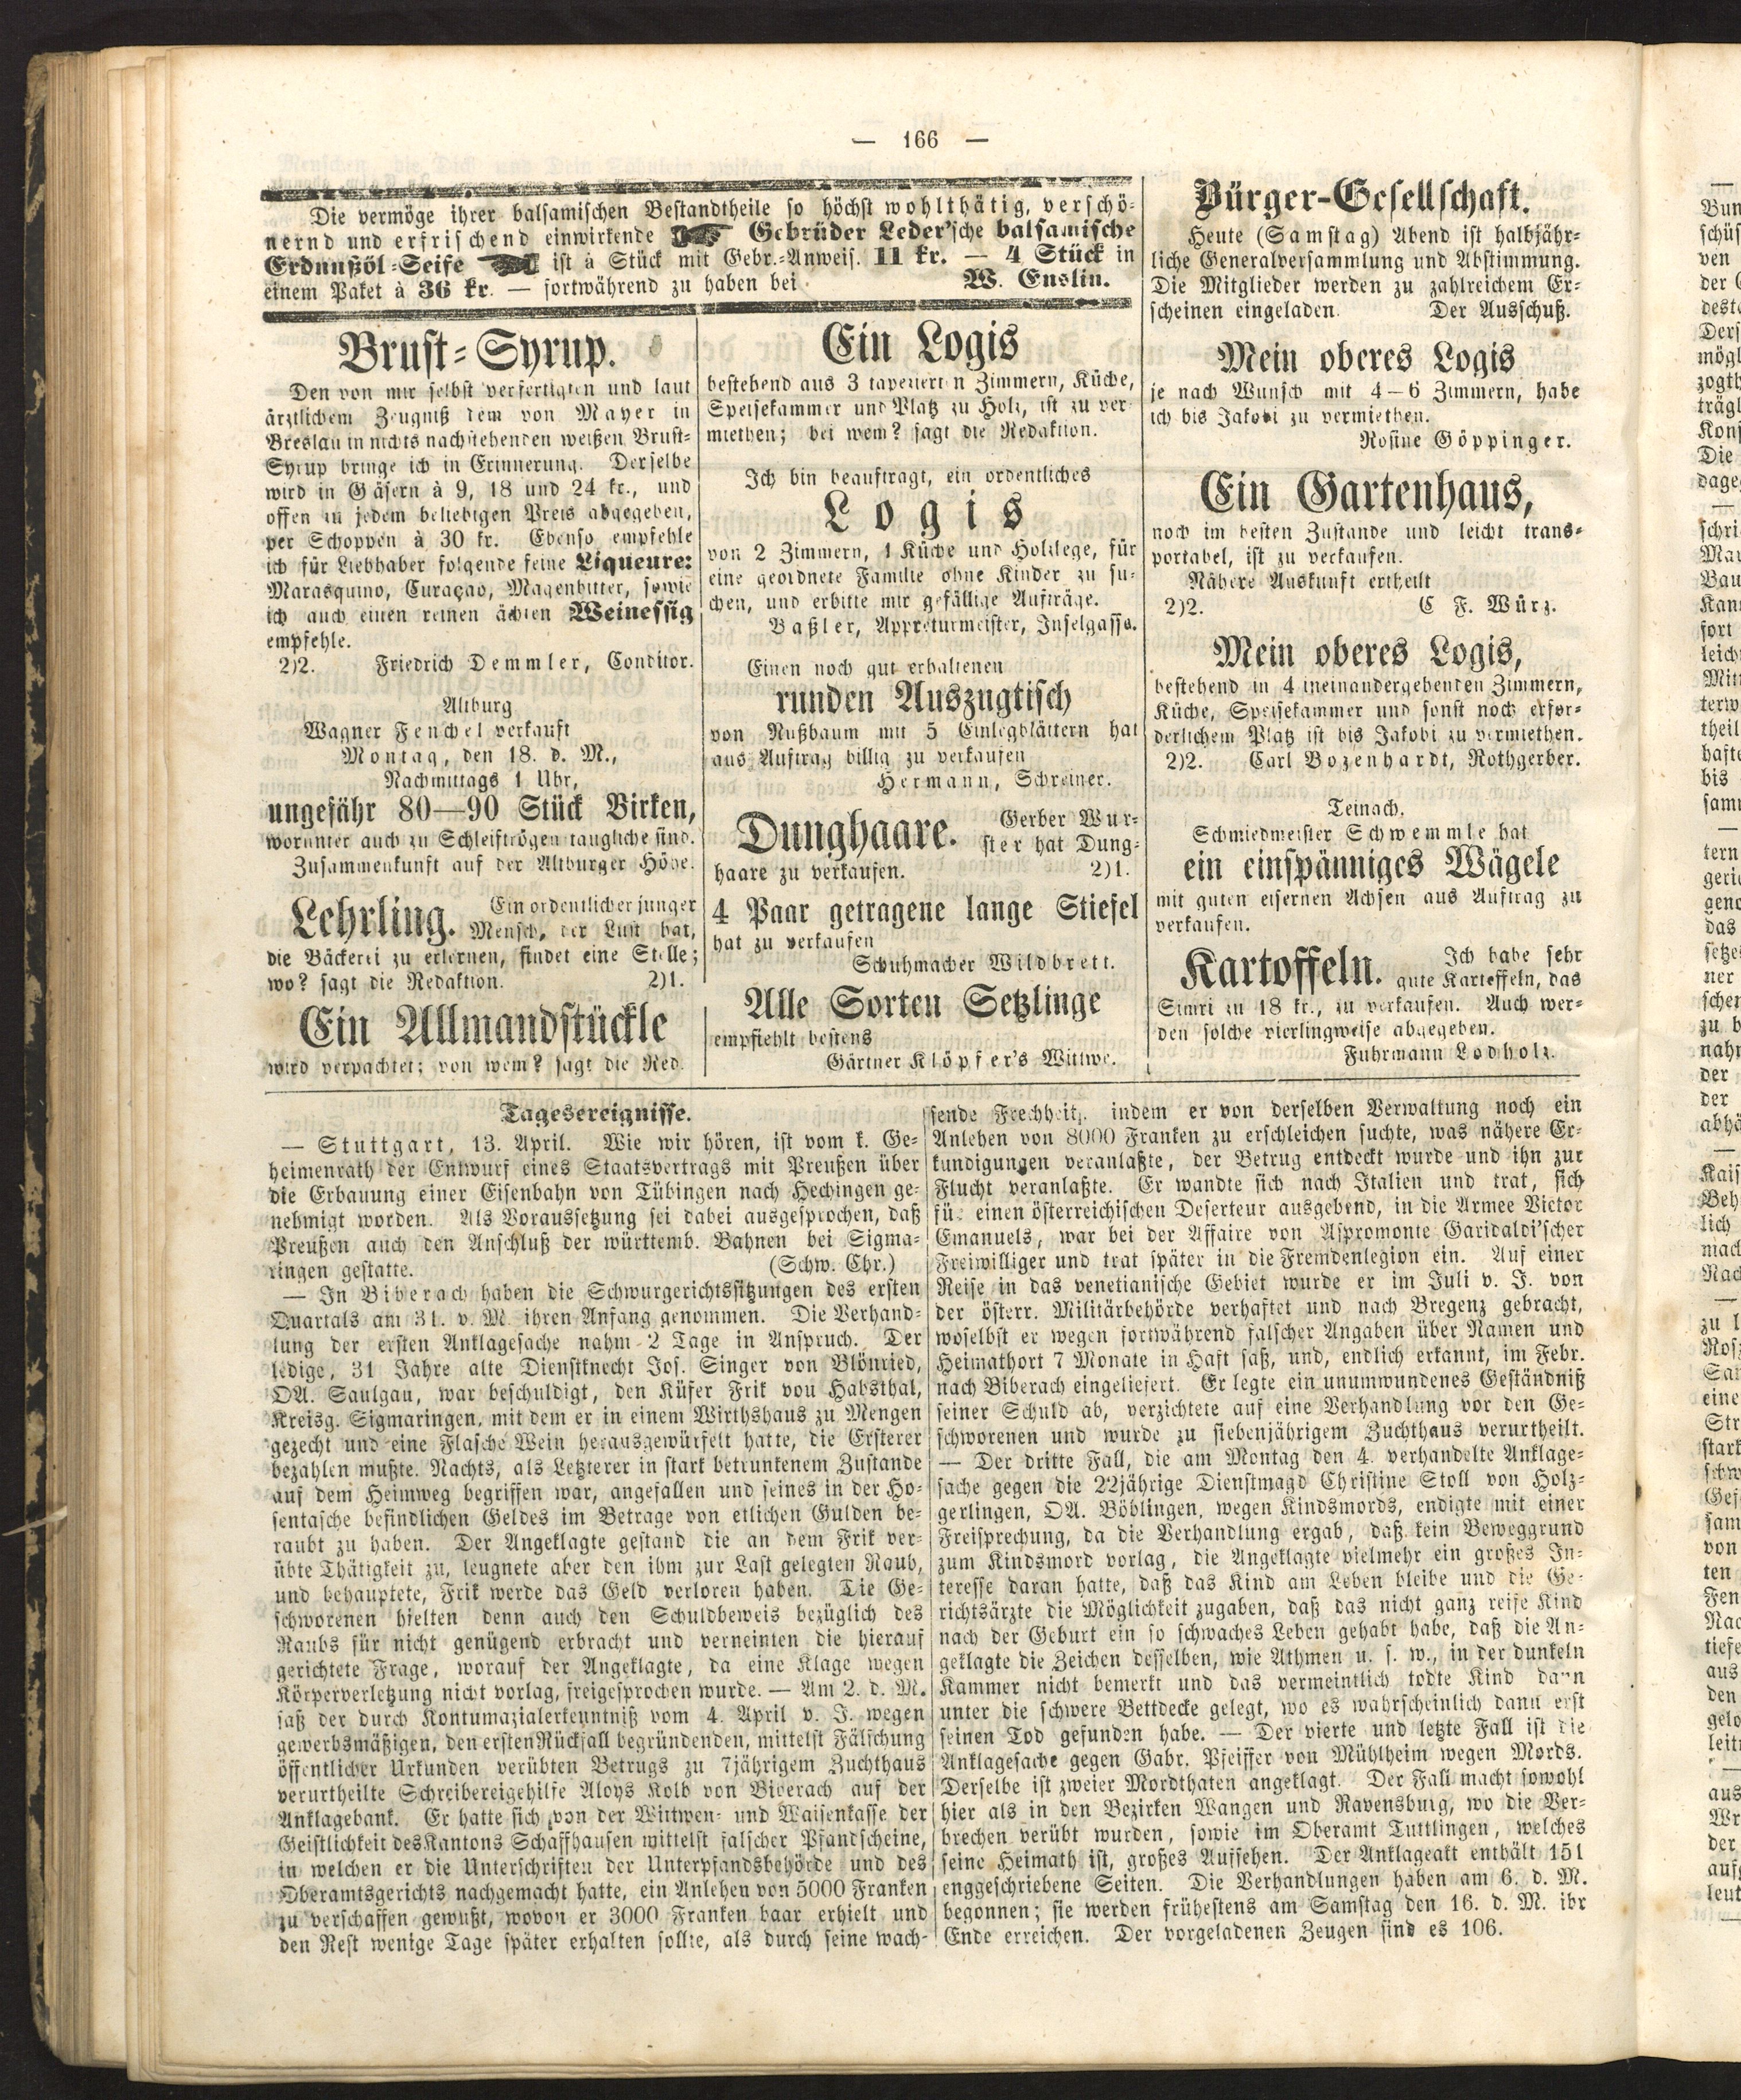 — 166 —
Die vermöge ihrer balsamischen Bestandtheile so höchst wohlthätig, verschö-
nernd und erfrischend einwirkende Gebrüder Leder'sche balsamische
Erdnußöl-Seife ist à Stück mit Gebr.-Anweis. 11 kr. — 4 Stück in
einem Paket à 36 kr. — fortwährend zu haben bei W. Enslin.
Brust-Syrup.
Den von mir selbst verfertigten und laut
ärztlichem Zeugniß dem von Mayer in
Breslau in nichts nachstehenden weißen Brust-
Syrup bringe ich in Erinnerung. Derselbe
wird in Gäsern à 9, 18 und 24 kr., und
offen zu jedem beliebigen Preis abgegeben,
per Schoppen à 30 kr. Ebenso empfehle
ich für Liebhaber folgende feine Liqueure:
Marasquino, Curaçao, Magenbitter, sowie
ich auch einen reinen ächten Weinessig
empfehle.
2)2. Friedrich Demmler, Conditor.
Altburg
Wagner Fenchel verkauft
Montag, den 18. d. M.,
Nachmittags 1 Uhr,
ungefähr 80—90 Stück Birken,
worunter auch zu Schleiftrögen taugliche sind.
Zusammenkunft auf der Altburger Höhe.
Lehrling. Ein ordentlicher junger
Mensch, der Lust hat,
die Bäckerei zu erlernen, findet eine Stelle;
wo? sagt die Redaktion. 2)1.
Ein Allmandstückle
wird verpachtet; von wem? sagt die Red.
Ein Logis
bestehend aus 3 tapezierten Zimmern, Küche,
Speisekammer und Platz zu Holz, ist zu ver-
miethen; bei wem? sagt die Redaktion.
Ich bin beauftragt, ein ordentliches
Logis
von 2 Zimmern, 1 Küche und Holzlege, für
eine geordnete Familie ohne Kinder zu su-
chen, und erbitte mir gefällige Aufträge.
Baßler, Appreturmeister, Inselgasse.
Einen noch gut erhaltenen
runden Auszugtisch
von Nußbaum mit 5 Einlegblättern hat
aus Auftrag billig zu verkaufen
Hermann, Schreiner.
Dunghaare. Gerber Wur-
ster hat Dung-
haare zu verkaufen. 2)1.
4 Paar getragene lange Stiefel
hat zu verkaufen
Schuhmacher Wildbrett.
Alle Sorten Setzlinge
empfiehlt bestens
Gärtner Klöpfer's Wittwe.
Bürger-Gesellschaft.
Heute (Samstag) Abend ist halbjähr-
liche Generalversammlung und Abstimmung.
Die Mitglieder werden zu zahlreichem Er-
scheinen eingeladen. Der Ausschuß.
Mein oberes Logis
je nach Wunsch mit 4—6 Zimmern, habe
ich bis Jakobi zu vermiethen.
Rosine Göppinger.
Ein Gartenhaus,
noch im besten Zustande und leicht trans-
portabel, ist zu verkaufen.
Nähere Auskunft ertheilt
2)2. C F. Würz.
Mein oberes Logis,
bestehend in 4 ineinandergehenden Zimmern,
Küche, Speisekammer und sonst noch erfor-
derlichem Platz ist bis Jakobi zu vermiethen.
2)2. Carl Bozenhardt, Rothgerber.
Teinach.
Schmiedmeister Schwemmle hat
ein einspänniges Wägele
mit guten eisernen Achsen aus Auftrag zu
verkaufen.
Kartoffeln. Ich habe sehr
gute Kartoffeln, das
Simri zu 18 kr., zu verkaufen. Auch wer-
den solche vierlingweise abgegeben.
Fuhrmann Lodholz.
Tagesereignisse.
— Stuttgart, 13. April. Wie wir hören, ist vom k. Ge-
heimenrath der Entwurf eines Staatsvertrags mit Preußen über
die Erbauung einer Eisenbahn von Tübingen nach Hechingen ge-
nehmigt worden. Als Voraussetzung sei dabei ausgesprochen, daß
Preußen auch den Anschluß der württemb. Bahnen bei Sigma-
ringen gestatte. (Schw. Chr.)
— In Biberach haben die Schwurgerichtssitzungen des ersten
Quartals am 31. v. M. ihren Anfang genommen. Die Verhand-
lung der ersten Anklagesache nahm 2 Tage in Anspruch. Der
ledige, 31 Jahre alte Dienstknecht Jos. Singer von Blönried,
OA. Saulgau, war beschuldigt, den Küfer Frik von Habsthal,
Kreisg. Sigmaringen, mit dem er in einem Wirthshaus zu Mengen
gezecht und eine Flasche Wein herausgewürfelt hatte, die Ersterer
bezahlen mußte. Nachts, als Letzterer in stark betrunkenem Zustande
auf dem Heimweg begriffen war, angefallen und seines in der Ho-
sentasche befindlichen Geldes im Betrage von etlichen Gulden be-
raubt zu haben. Der Angeklagte gestand die an dem Frik ver-
übte Thätigkeit zu, leugnete aber den ihm zur Last gelegten Raub,
und behauptete, Frik werde das Geld verloren haben. Die Ge-
schworenen hielten denn auch den Schuldbeweis bezüglich des
Raubs für nicht genügend erbracht und verneinten die hierauf
gerichtete Frage, worauf der Angeklagte, da eine Klage wegen
Körperverletzung nicht vorlag, freigesprochen wurde. — Am 2. d. M.
saß der durch Kontumazialerkenntniß vom 4. April v. J. wegen
gewerbsmäßigen, den ersten Rückfall begründenden, mittelst Fälschung
öffentlicher Urkunden verübten Betrugs zu 7jährigem Zuchthaus
verurtheilte Schreibereigehilfe Aloys Kolb von Biberach auf der
Anklagebank. Er hatte sich von der Wittwen- und Waisenkasse der
Geistlichkeit des Kantons Schaffhausen mittelst falscher Pfandscheine,
in welchen er die Unterschriften der Unterpfandsbehörde und des
Oberamtsgerichts nachgemacht hatte, ein Anlehen von 5000 Franken
zu verschaffen gewußt, wovon er 3000 Franken baar erhielt und
den Rest wenige Tage später erhalten sollte, als durch seine wach-
sende Frechheit, indem er von derselben Verwaltung noch ein
Anlehen von 8000 Franken zu erschleichen suchte, was nähere Er-
kundigungen veranlaßte, der Betrug entdeckt wurde und ihn zur
Flucht veranlaßte. Er wandte sich nach Italien und trat, sich
für einen österreichischen Deserteur ausgebend, in die Armee Victor
Emanuels, war bei der Affaire von Aspromonte Garibaldi'scher
Freiwilliger und trat später in die Fremdenlegion ein. Auf einer
Reise in das venetianische Gebiet wurde er im Juli v. J. von
der österr. Militärbehörde verhaftet und nach Bregenz gebracht,
woselbst er wegen fortwährend falscher Angaben über Namen und
Heimathort 7 Monate in Haft saß, und, endlich erkannt, im Febr.
nach Biberach eingeliefert. Er legte ein unumwundenes Geständniß
seiner Schuld ab, verzichtete auf eine Verhandlung vor den Ge-
schworenen und wurde zu siebenjährigem Zuchthaus verurtheilt.
— Der dritte Fall, die am Montag den 4. verhandelte Anklage-
sache gegen die 22jährige Dienstmagd Christine Stoll von Holz-
gerlingen, OA. Böblingen, wegen Kindsmords, endigte mit einer
Freisprechung, da die Verhandlung ergab, daß kein Beweggrund
zum Kindsmord vorlag, die Angeklagte vielmehr ein großes In-
teresse daran hatte, daß das Kind am Leben bleibe und die Ge-
richtsärzte die Möglichkeit zugaben, daß das nicht ganz reife Kind
nach der Geburt ein so schwaches Leben gehabt habe, daß die An-
geklagte die Zeichen desselben, wie Athmen u. s. w., in der dunkeln
Kammer nicht bemerkt und das vermeintlich todte Kind dann
unter die schwere Bettdecke gelegt, wo es wahrscheinlich dann erst
seinen Tod gefunden habe. — Der vierte und letzte Fall ist die
Anklagesache gegen Gabr. Pfeiffer von Mühlheim wegen Mords.
Derselbe ist zweier Mordthaten angeklagt. Der Fall macht sowohl
hier als in den Bezirken Wangen und Ravensburg, wo die Ver-
brechen verübt wurden, sowie im Oberamt Tuttlingen, welches
seine Heimath ist, großes Aufsehen. Der Anklageakt enthält 151
enggeschriebene Seiten. Die Verhandlungen haben am 6. d. M.
begonnen; sie werden frühestens am Samstag den 16. d. M. ihr
Ende erreichen. Der vorgeladenen Zeugen sind es 106.